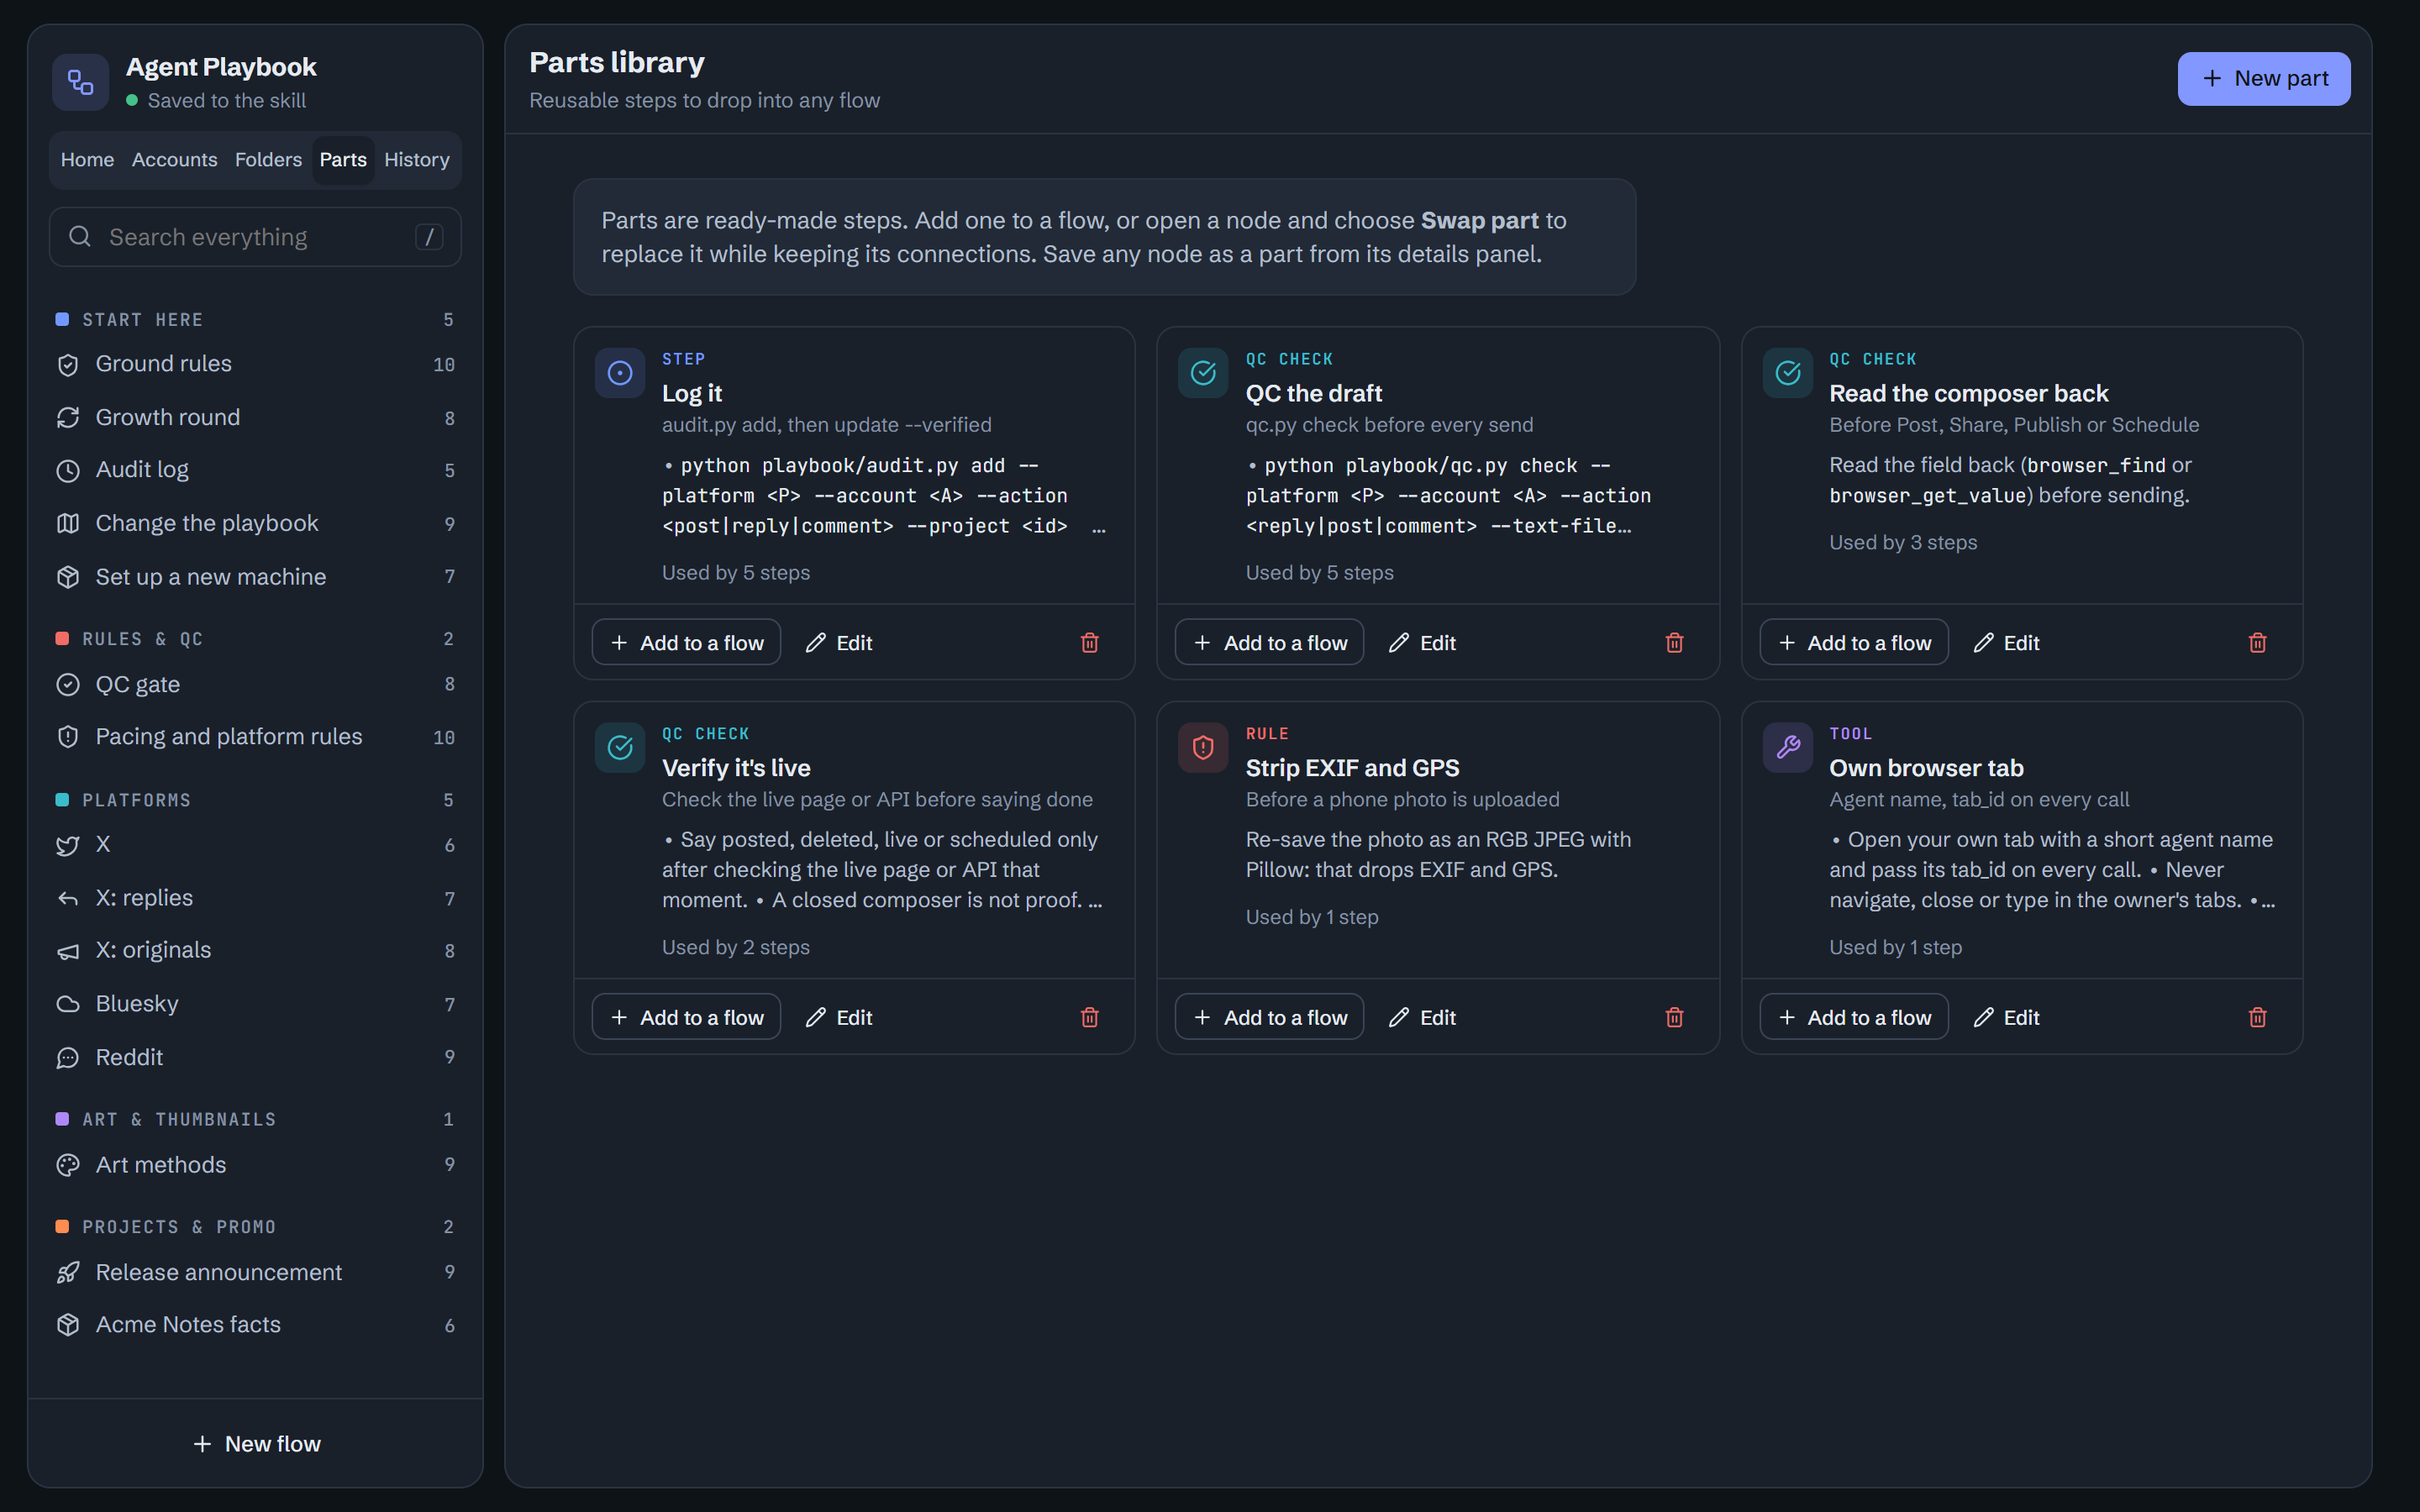 Agent Playbook
Saved to the skill
Home Accounts Folders Parts History
Search everything /
START HERE 5
Ground rules 10
Growth round 8
Audit log 5
Change the playbook 9
Set up a new machine 7
RULES & QC 2
QC gate 8
Pacing and platform rules 10
PLATFORMS 5
X 6
X: replies 7
X: originals 8
Bluesky 7
Reddit 9
ART & THUMBNAILS 1
Art methods 9
PROJECTS & PROMO 2
Release announcement 9
Acme Notes facts 6
+ New flow
Parts library
Reusable steps to drop into any flow
+ New part
Parts are ready-made steps. Add one to a flow, or open a node and choose Swap part to
replace it while keeping its connections. Save any node as a part from its details panel.
STEP
Log it
audit.py add, then update --verified
• python playbook/audit.py add --
platform <P> --account <A> --action
<post|reply|comment> --project <id> …
Used by 5 steps
+ Add to a flow Edit
QC CHECK
QC the draft
qc.py check before every send
• python playbook/qc.py check --
platform <P> --account <A> --action
<reply|post|comment> --text-file…
Used by 5 steps
+ Add to a flow Edit
QC CHECK
Read the composer back
Before Post, Share, Publish or Schedule
Read the field back (browser_find or
browser_get_value) before sending.
Used by 3 steps
+ Add to a flow Edit
QC CHECK
Verify it's live
Check the live page or API before saying done
• Say posted, deleted, live or scheduled only
after checking the live page or API that
moment. • A closed composer is not proof. …
Used by 2 steps
+ Add to a flow Edit
RULE
Strip EXIF and GPS
Before a phone photo is uploaded
Re-save the photo as an RGB JPEG with
Pillow: that drops EXIF and GPS.
Used by 1 step
+ Add to a flow Edit
TOOL
Own browser tab
Agent name, tab_id on every call
• Open your own tab with a short agent name
and pass its tab_id on every call. • Never
navigate, close or type in the owner's tabs. •…
Used by 1 step
+ Add to a flow Edit